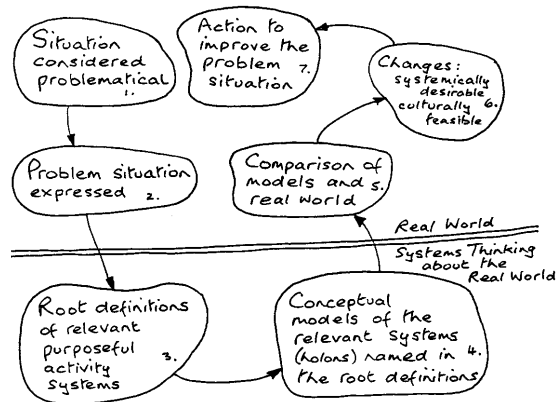 Situation
considered
problematical
1.
Problem situation
expressed 2.
Root definitions
of relevant
purposeful 3.
activity
systems
Conceptual
models of the
relevant systems
(holons) named in 4.
the root definitions
Comparison of
models and 5.
real world
Changes:
systemically
desirable
culturally 6.
feasible
Action to
improve the
problem 7.
situation
Real World
Systems Thinking
about the
Real World